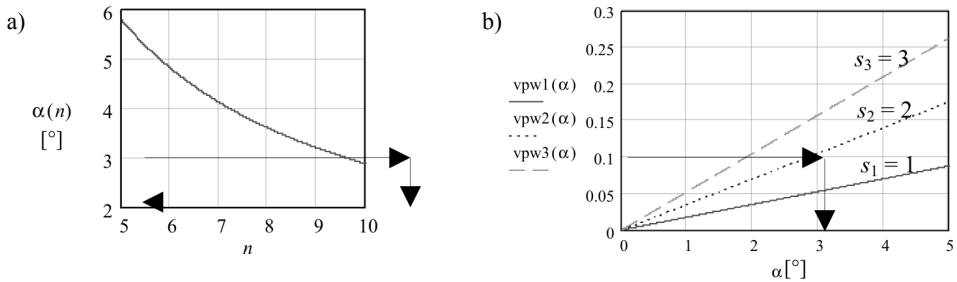 a)
6
5
4
3
2
α(n)
[°]
5 6 7 8 9 10
n
b)
0.3
0.25
0.2
0.15
0.1
0.05
0
vpw1(α)
vpw2(α)
vpw3(α)
s₃ = 3
s₂ = 2
s₁ = 1
0 1 2 3 4 5
α[°]